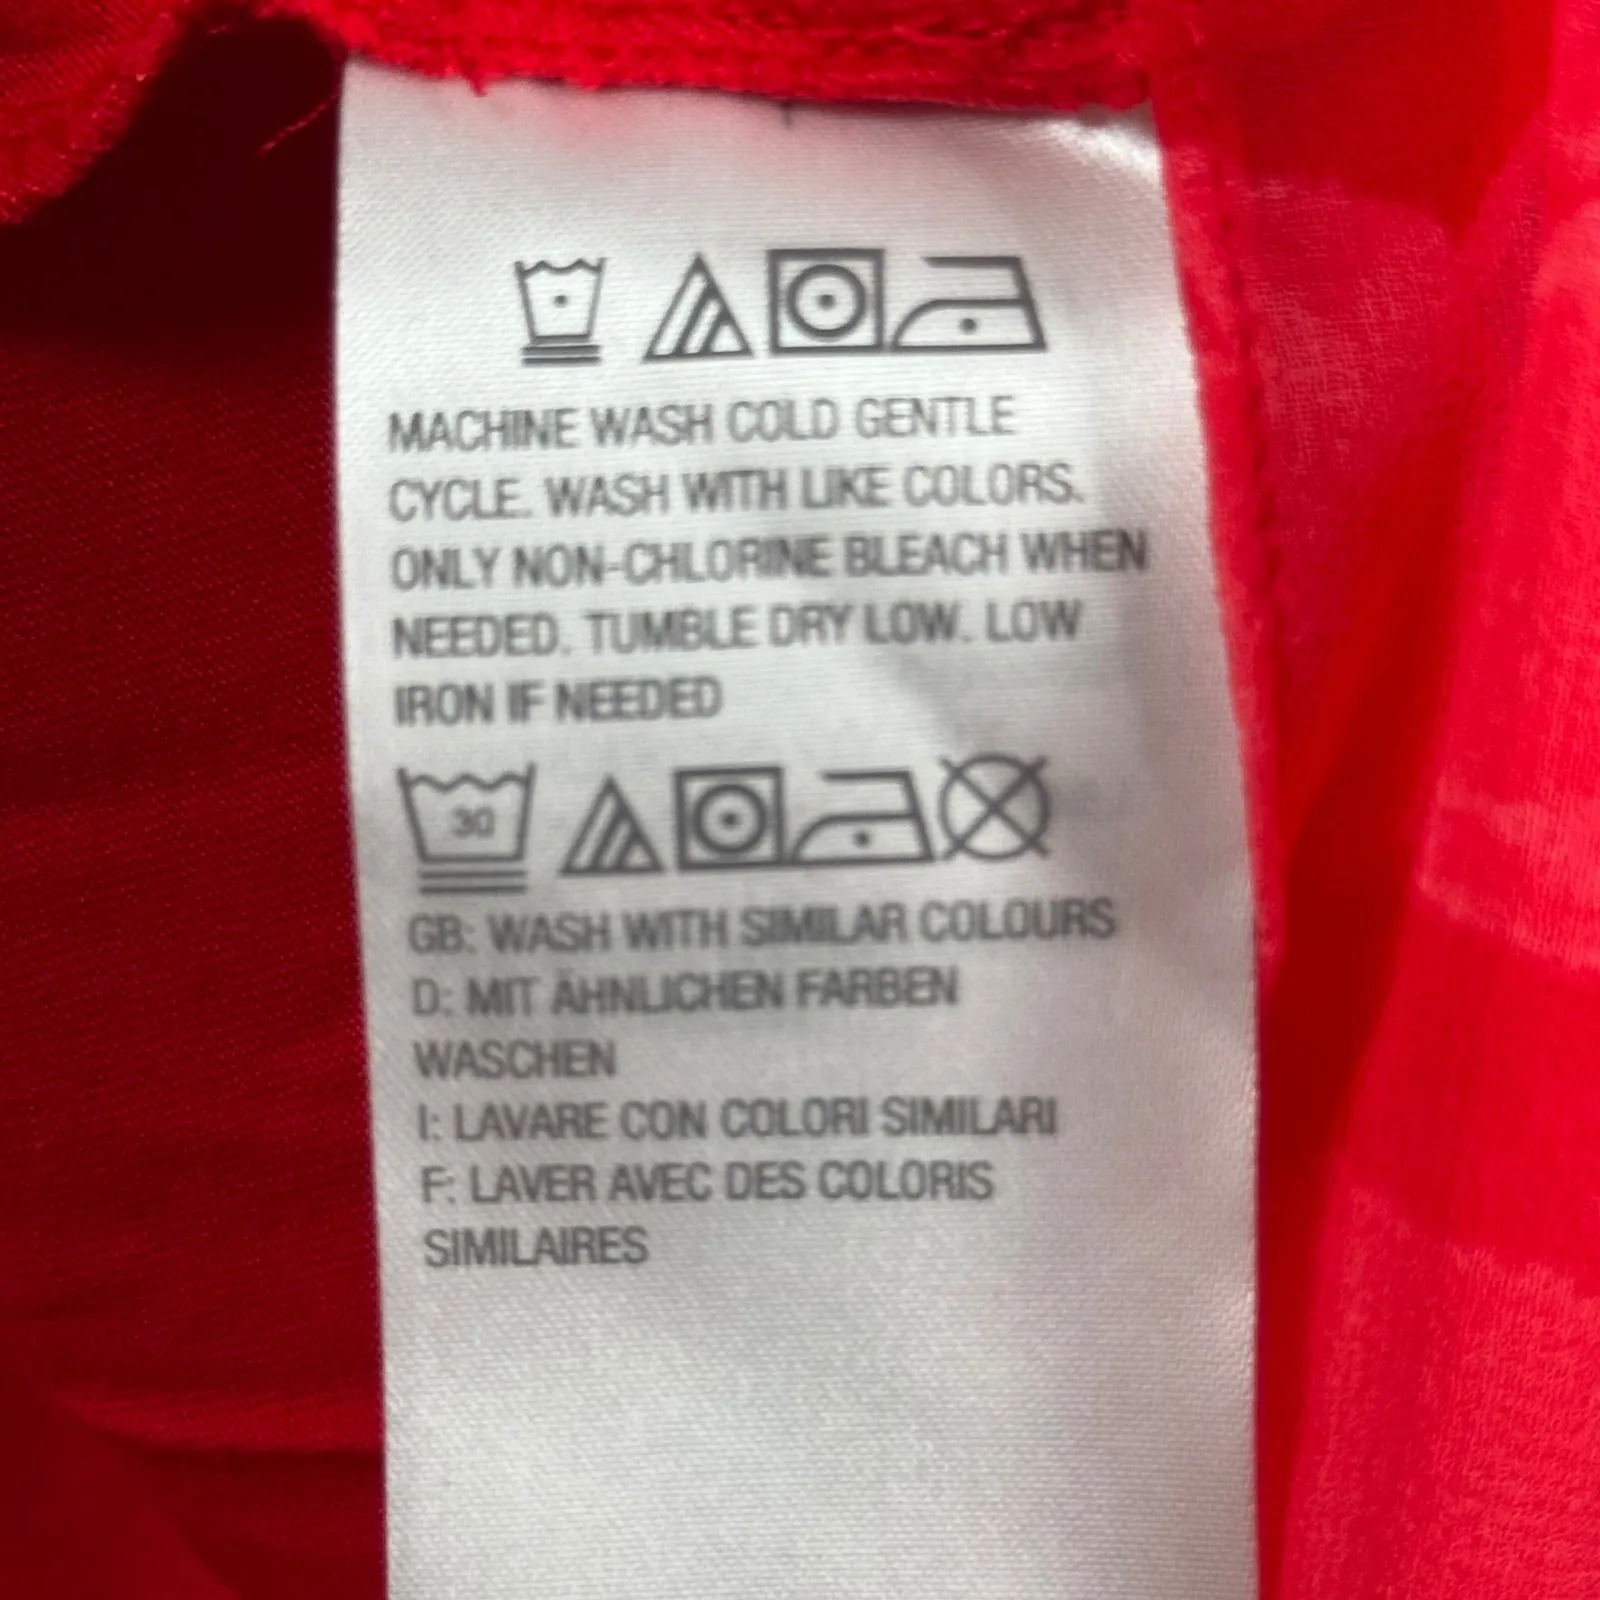 MACHINE WASH COLD GENTLE
CYCLE. WASH WITH LIKE COLORS.
ONLY NON-CHLORINE BLEACH WHEN
NEEDED. TUMBLE DRY LOW. LOW
IRON IF NEEDED
30
GB: WASH WITH SIMILAR COLOURS
D: MIT ÄHNLICHEN FARBEN
WASCHEN
I: LAVARE CON COLORI SIMILARI
F: LAVER AVEC DES COLORIS
SIMILAIRES